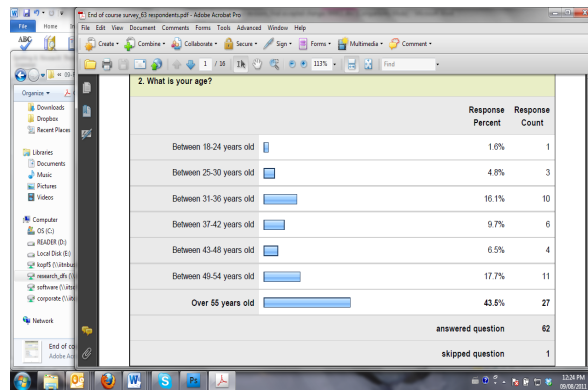 End of course survey_63 respondents.pdf - Adobe Acrobat Pro
File Edit View Document Comments Forms Tools Advanced Window Help
Create Combine Collaborate Secure Sign Forms Multimedia Comment
1 / 16 113% Find
File Home
ABC
Organize
Downloads
Dropbox
Recent Places
Libraries
Documents
Music
Pictures
Videos
Computer
OS (C:)
READER (D:)
Local Disk (E:)
Network
End of co
2. What is your age?
Response Percent Response Count
Between 18-24 years old 1.6% 1
Between 25-30 years old 4.8% 3
Between 31-36 years old 16.1% 10
Between 37-42 years old 9.7% 6
Between 43-48 years old 6.5% 4
Between 49-54 years old 17.7% 11
Over 55 years old 43.5% 27
answered question 62
skipped question 1
12:24 PM